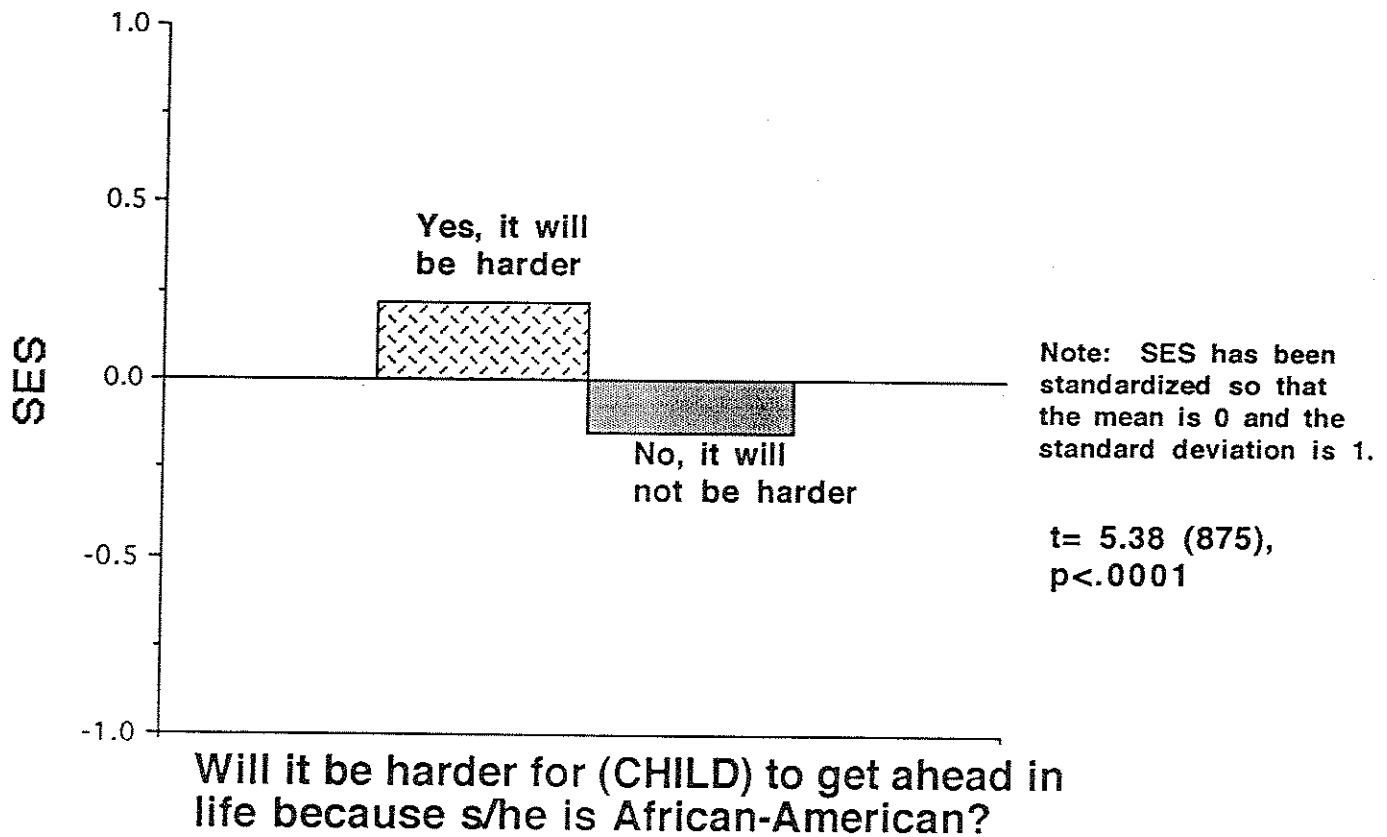 1.0
0.5
Yes, it will
be harder
SES
0.0
Note: SES has been
standardized so that
the mean is 0 and the
standard deviation is 1.
No, it will
not be harder
-0.5
t= 5.38 (875),
p<.0001
-1.0
Will it be harder for (CHILD) to get ahead in
life because s/he is African-American?